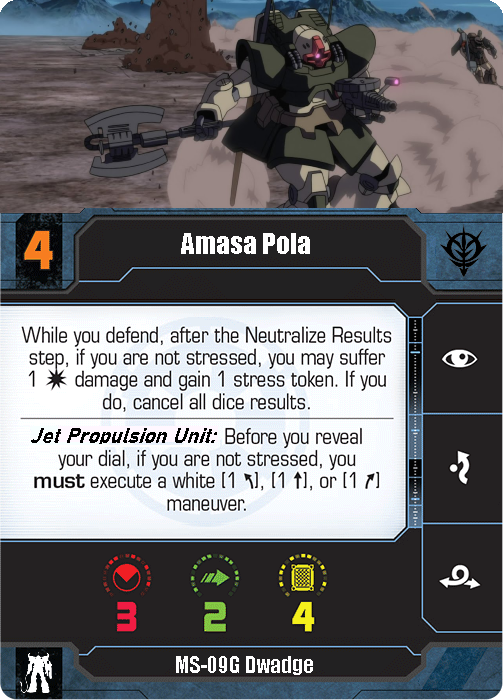 4
Amasa Pola
While you defend, after the Neutralize Results
step, if you are not stressed, you may suffer
1 damage and gain 1 stress token. If you
do, cancel all dice results.
Jet Propulsion Unit: Before you reveal
your dial, if you are not stressed, you
must execute a white [1 ↰], [1 ⬆], or [1 ↱]
maneuver.
3 2 4
MS-09G Dwadge